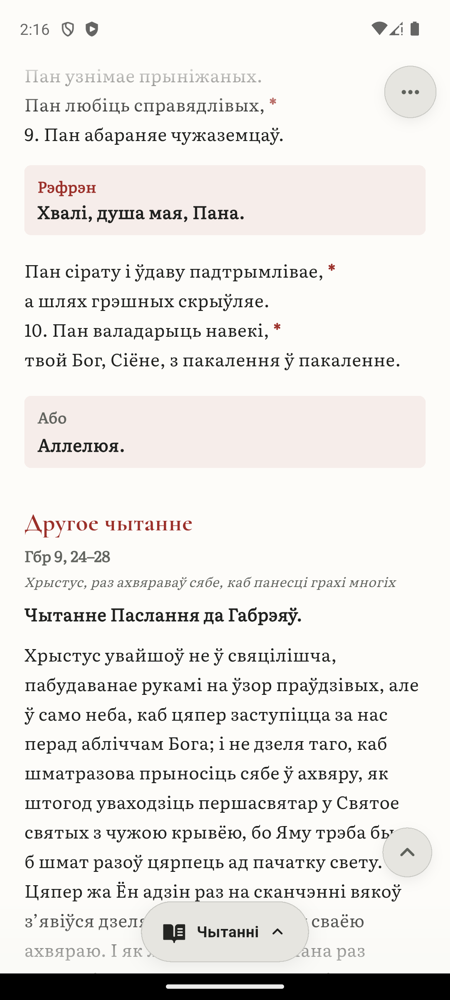 2:16
Пан узнімае прыніжаных.
Пан любіць справядлівых, *
9. Пан абараняе чужаземцаў.
Рэфрэн
Хвалі, душа мая, Пана.
Пан сірату і ўдаву падтрымлівае, *
а шлях грэшных скрыўляе.
10. Пан валадарыць навекі, *
твой Бог, Сіёне, з пакалення ў пакаленне.
Або
Аллелюя.
Другое чытанне
Гбр 9, 24–28
Хрыстус, раз ахвяраваў сябе, каб панесці грахі многіх
Чытанне Паслання да Габрэяў.
Хрыстус увайшоў не ў свяцілішча,
пабудаванае рукамі на ўзор праўдзівых, але
ў само неба, каб цяпер заступіцца за нас
перад абліччам Бога; і не дзеля таго, каб
шматразова прыносіць сябе ў ахвяру, як
штогод уваходзіць першасвятар у Святое
святых з чужою крывёю, бо Яму трэба
б шмат разоў цярпець ад пачатку свету.
Цяпер жа Ён адзін раз на сканчэнні вякоў
з’явіўся дзеля сваёю
ахвяраю. І як раз
Чытанні